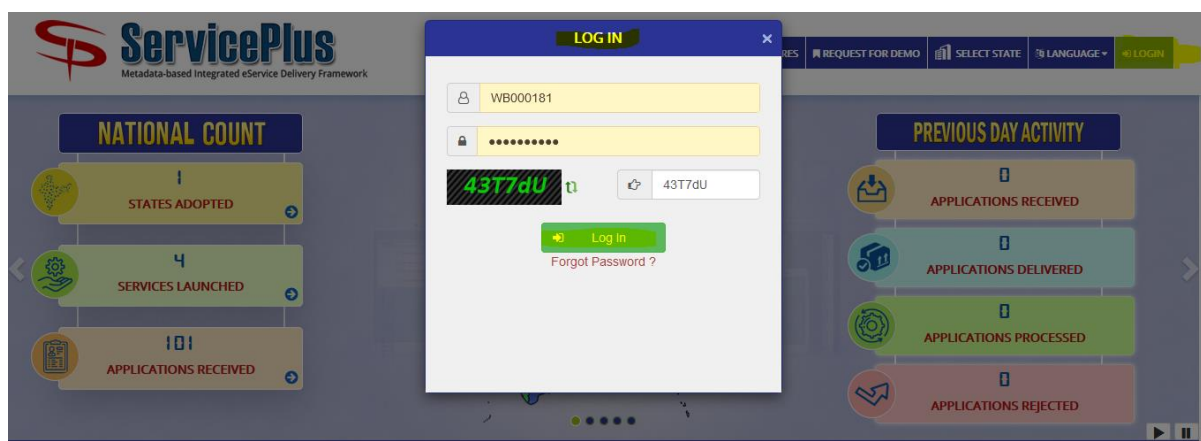 ServicePlus
Metadata-based Integrated eService Delivery Framework
RES
REQUEST FOR DEMO
SELECT STATE
LANGUAGE
LOGIN
LOG IN
×
WB000181
••••••••••
43T7dU
43T7dU
Log In
Forgot Password ?
NATIONAL COUNT
1
STATES ADOPTED
4
SERVICES LAUNCHED
101
APPLICATIONS RECEIVED
PREVIOUS DAY ACTIVITY
0
APPLICATIONS RECEIVED
0
APPLICATIONS DELIVERED
0
APPLICATIONS PROCESSED
0
APPLICATIONS REJECTED